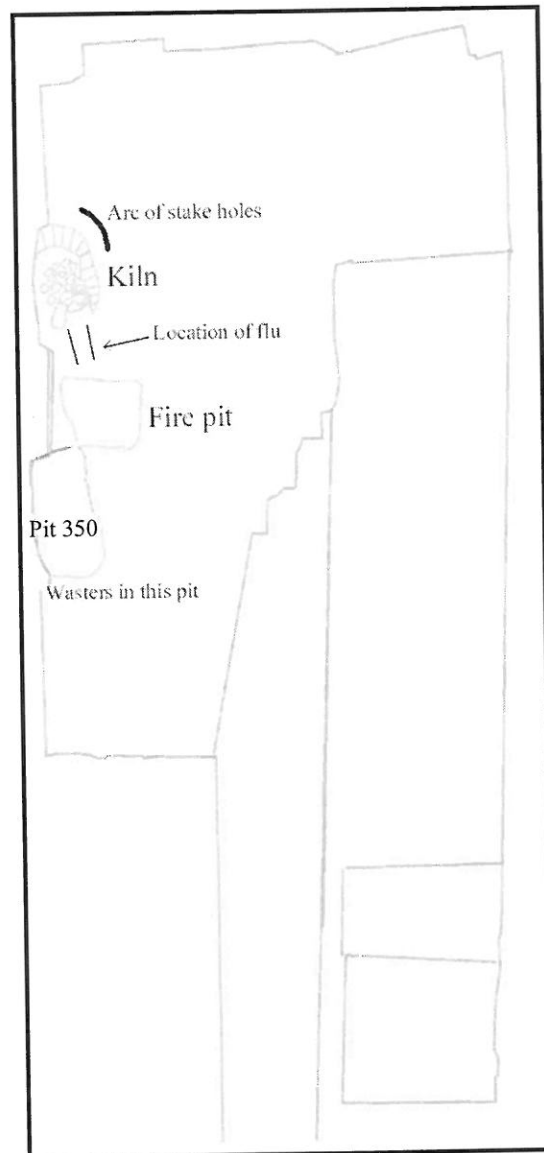 Arc of stake holes
Kiln
Location of flu
Fire pit
Pit 350
Wasters in this pit